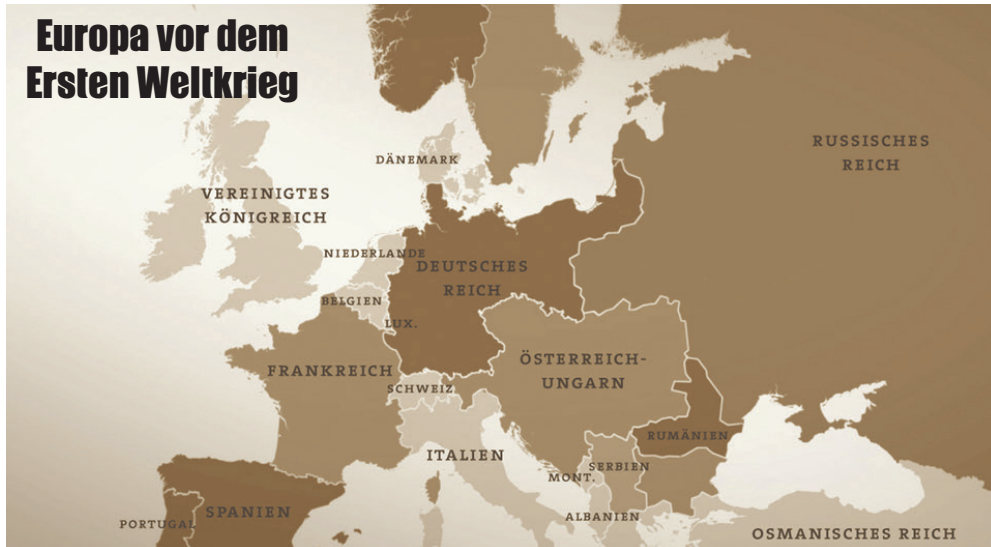 Europa vor dem
Ersten Weltkrieg
RUSSISCHES
REICH
DÄNEMARK
VEREINIGTES
KÖNIGREICH
NIEDERLANDE
DEUTSCHES
REICH
BELGIEN
LUX.
ÖSTERREICH-
UNGARN
FRANKREICH
SCHWEIZ
RUMÄNIEN
ITALIEN
SERBIEN
MONT.
SPANIEN
ALBANIEN
PORTUGAL
OSMANISCHES REICH